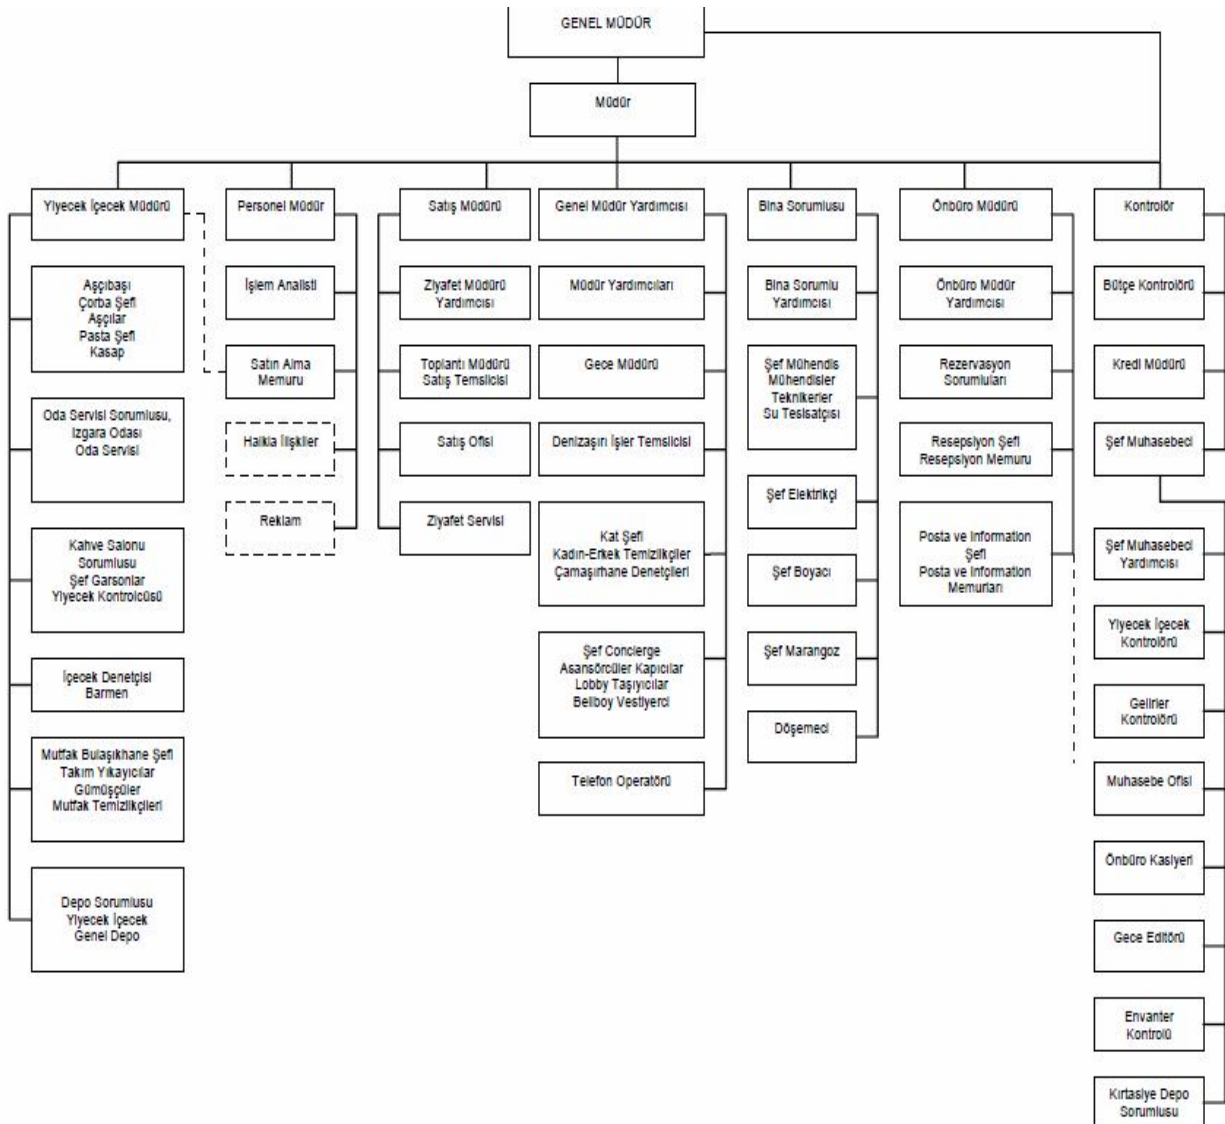 GENEL MÜDÜR
Müdür
Yiyecek İçecek Müdürü
Aşçıbaşı
Çorba Şefi
Aşçılar
Pasta Şefi
Kasap
Oda Servisi Sorumlusu,
Izgara Odası
Oda Servisi
Kahve Salonu
Sorumlusu
Şef Garsonlar
Yiyecek Kontrolcüsü
İçecek Denetçisi
Barmen
Mutfak Bulaşıkhane Şefi
Takım Yıkayıcılar
Gümüşçüler
Mutfak Temizlikçileri
Depo Sorumlusu
Yiyecek İçecek
Genel Depo
Personel Müdür
İşlem Analisti
Satın Alma
Memuru
Halkla İlişkiler
Reklam
Satış Müdürü
Ziyafet Müdürü
Yardımcısı
Toplantı Müdürü
Satış Temsilcisi
Satış Ofisi
Ziyafet Servisi
Genel Müdür Yardımcısı
Müdür Yardımcıları
Gece Müdürü
Denizaşırı İşler Temsilcisi
Kat Şefi
Kadın-Erkek Temizlikçiler
Çamaşırhane Denetçileri
Şef Concierge
Asansörcüler Kapıcılar
Lobby Taşıyıcılar
Bellboy Vestiyerci
Telefon Operatörü
Bina Sorumlusu
Bina Sorumlu
Yardımcısı
Şef Mühendis
Mühendisler
Teknikerler
Su Tesisatçısı
Şef Elektrikçi
Şef Boyacı
Şef Marangoz
Döşemeci
Önbüro Müdürü
Önbüro Müdür
Yardımcısı
Rezervasyon
Sorumluları
Resepsiyon Şefi
Resepsiyon Memuru
Posta ve Information
Şefi
Posta ve Information
Memurları
Kontrolör
Bütçe Kontrolörü
Kredi Müdürü
Şef Muhasebeci
Şef Muhasebeci
Yardımcısı
Yiyecek İçecek
Kontrolörü
Gelirler
Kontrolörü
Muhasebe Ofisi
Önbüro Kasiyeri
Gece Editörü
Envanter
Kontrolü
Kırtasiye Depo
Sorumlusu